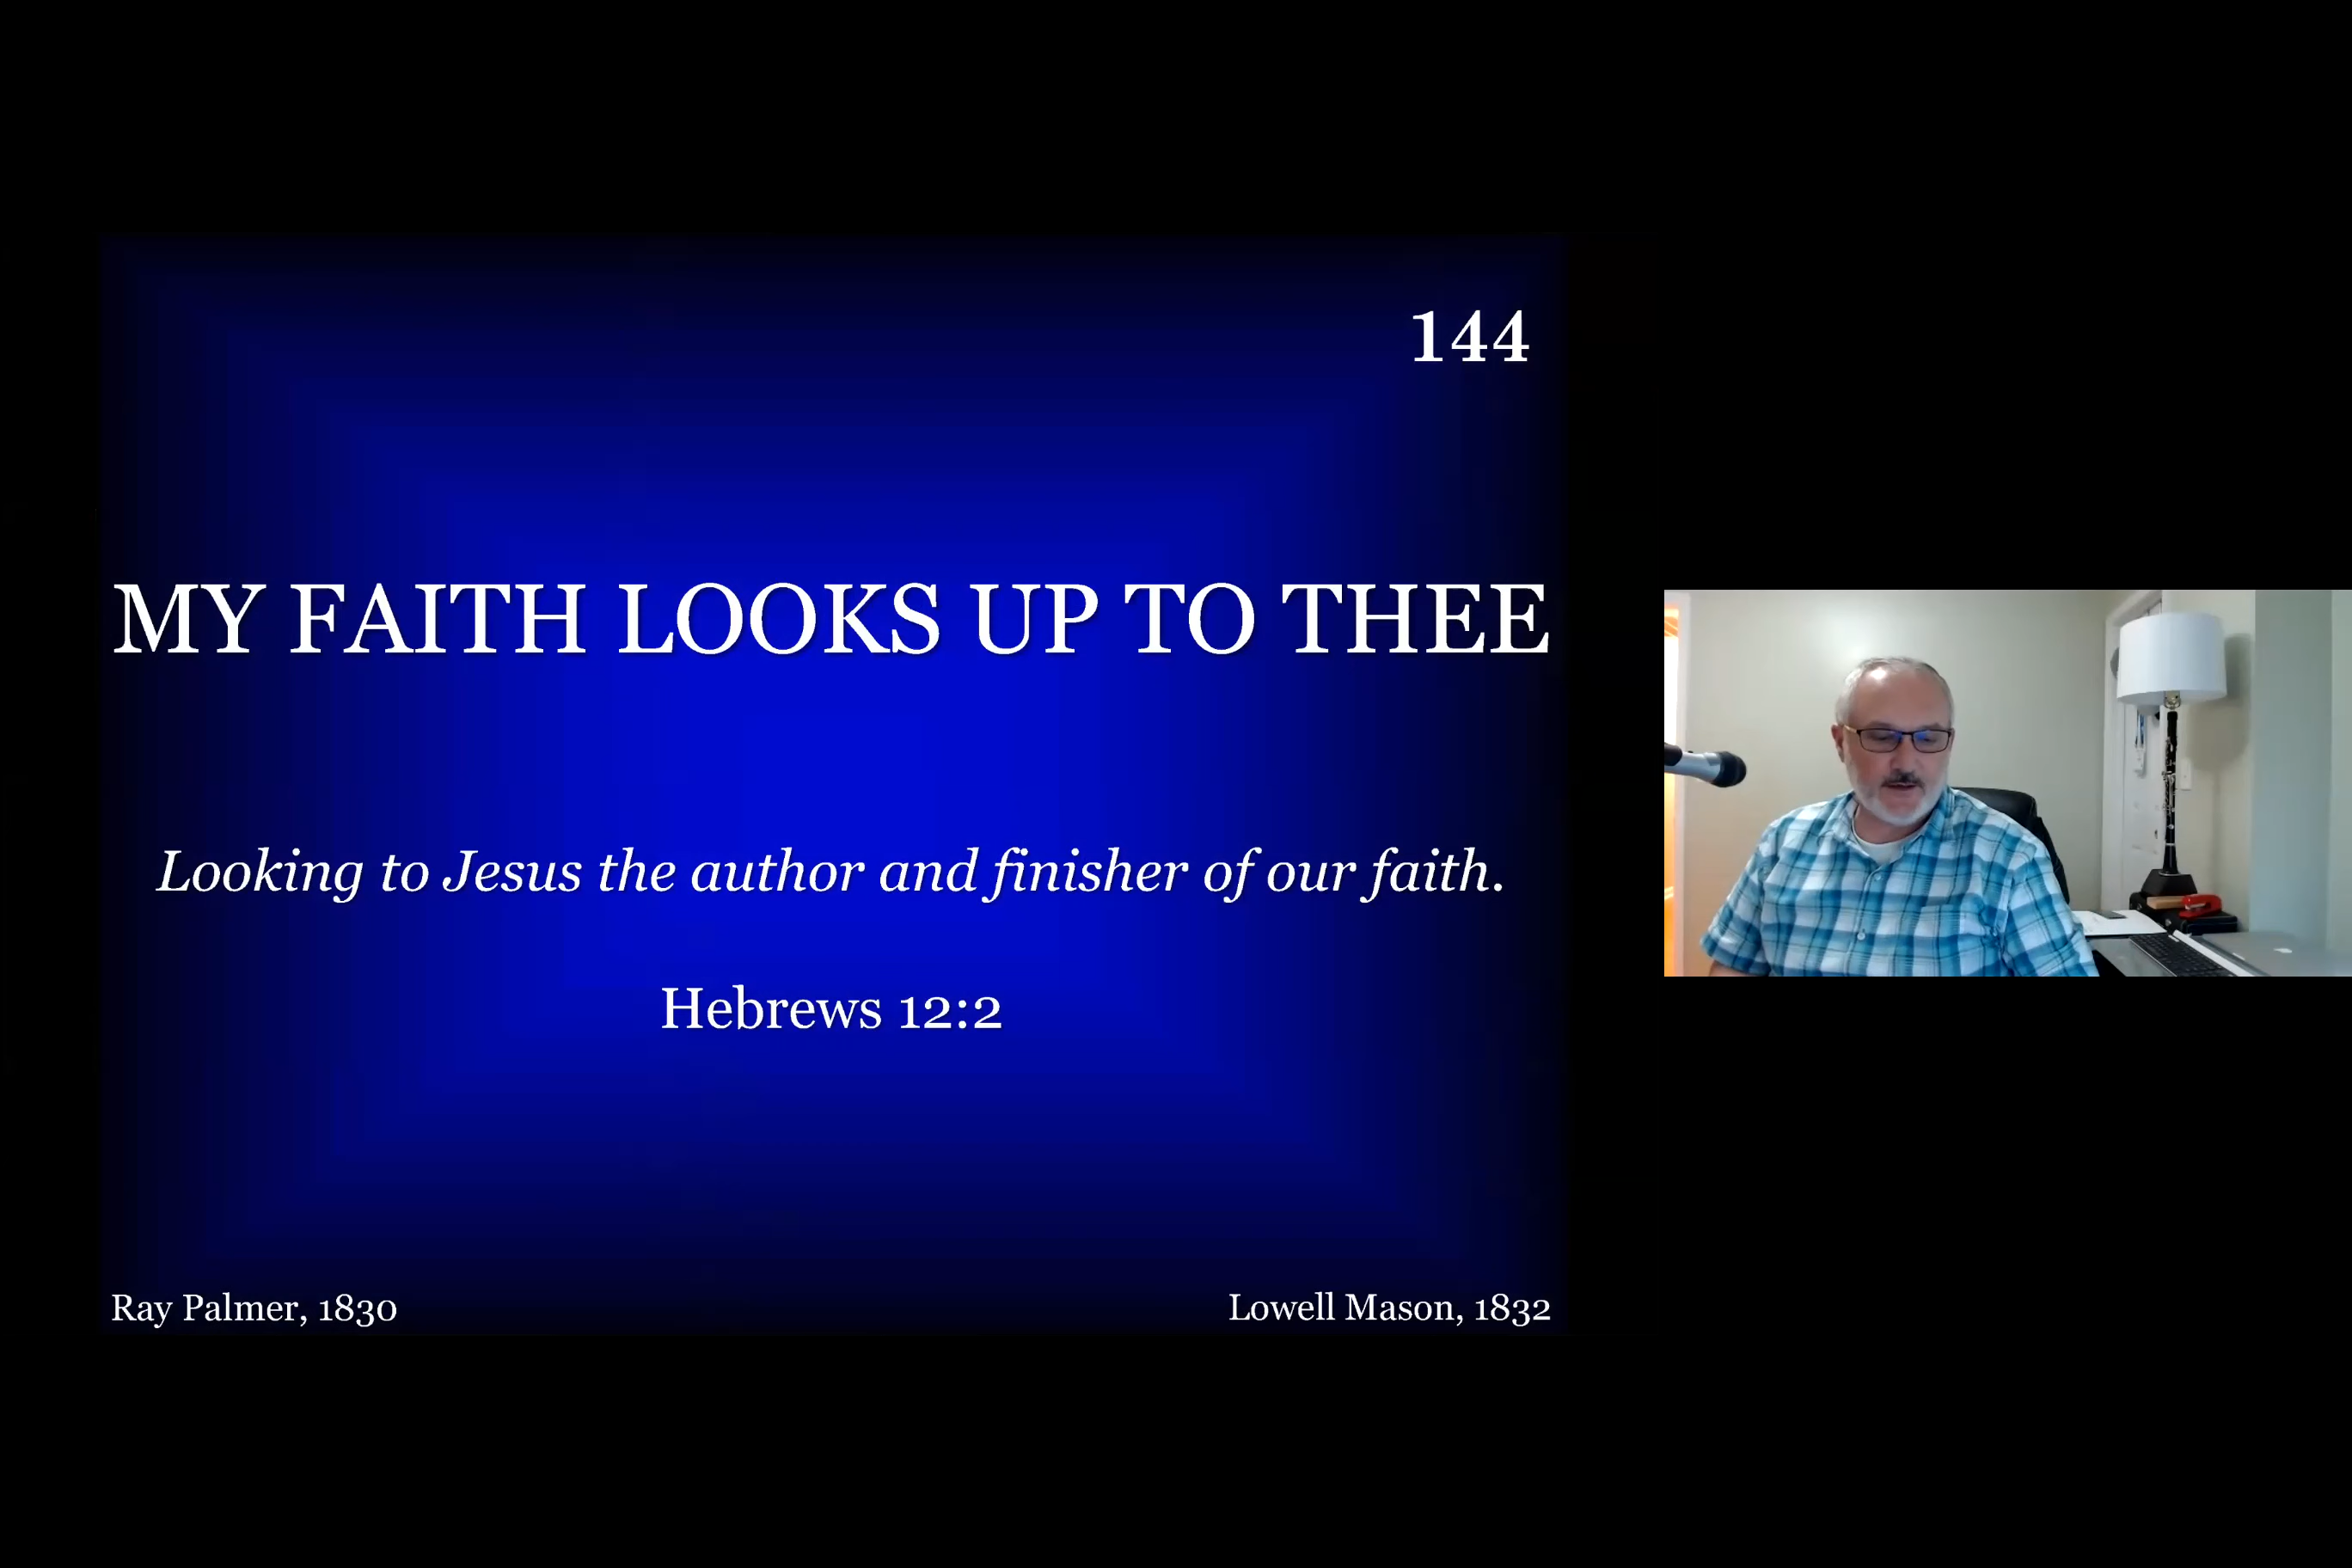 144
MY FAITH LOOKS UP TO THEE
Looking to Jesus the author and finisher of our faith.
Hebrews 12:2
Ray Palmer, 1830
Lowell Mason, 1832